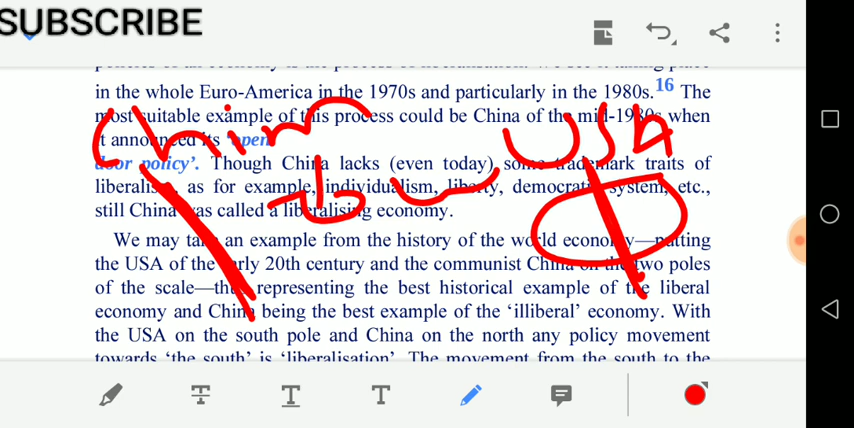 SUBSCRIBE
in the whole Euro-America in the 1970s and particularly in the 1980s.16 The
most suitable example of this process could be China of the mid-1980s when
it announced its 'open
door policy'. Though China lacks (even today) some trademark traits of
liberalism, as for example, individualism, liberty, democratic system, etc.,
still China was called a liberalising economy.
We may take an example from the history of the world economy—putting
the USA of the early 20th century and the communist China on the two poles
of the scale—thus representing the best historical example of the liberal
economy and China being the best example of the 'illiberal' economy. With
the USA on the south pole and China on the north any policy movement
towards 'the south' is 'liberalisation'. The movement from the south to the
China
USA